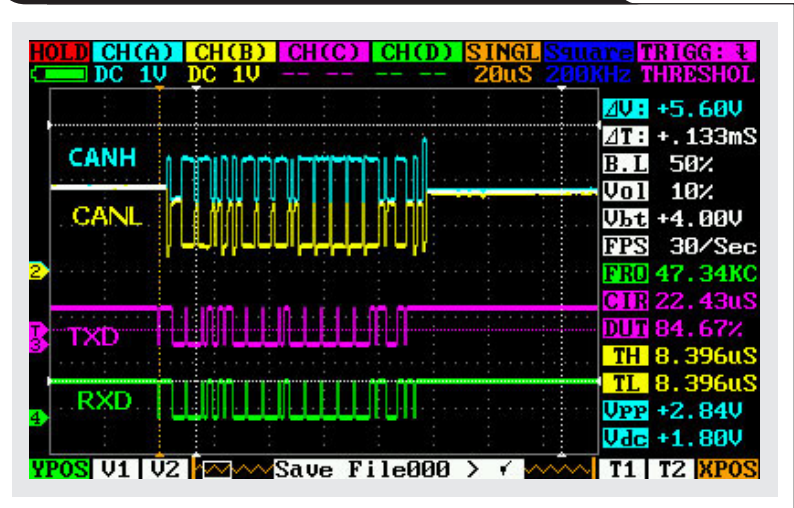 HOLD CH(A) CH(B) CH(C) CH(D) SINGL Square TRIGG:
DC 1V DC 1V -- -- -- -- 20uS 200KHz THRESHOL
⊿V: +5.60V
⊿T: +.133mS
CANH
B.L 50%
Vol 10%
CANL
Vbt +4.00V
FPS 30/Sec
2
FRQ 47.34KC
CIR 22.43uS
T
3
TXD
DUT 84.67%
TH 8.396uS
TL 8.396uS
RXD
4
Vpp +2.84V
Vdc +1.80V
YPOS V1 V2 Save File000 > ✓ T1 T2 XPOS